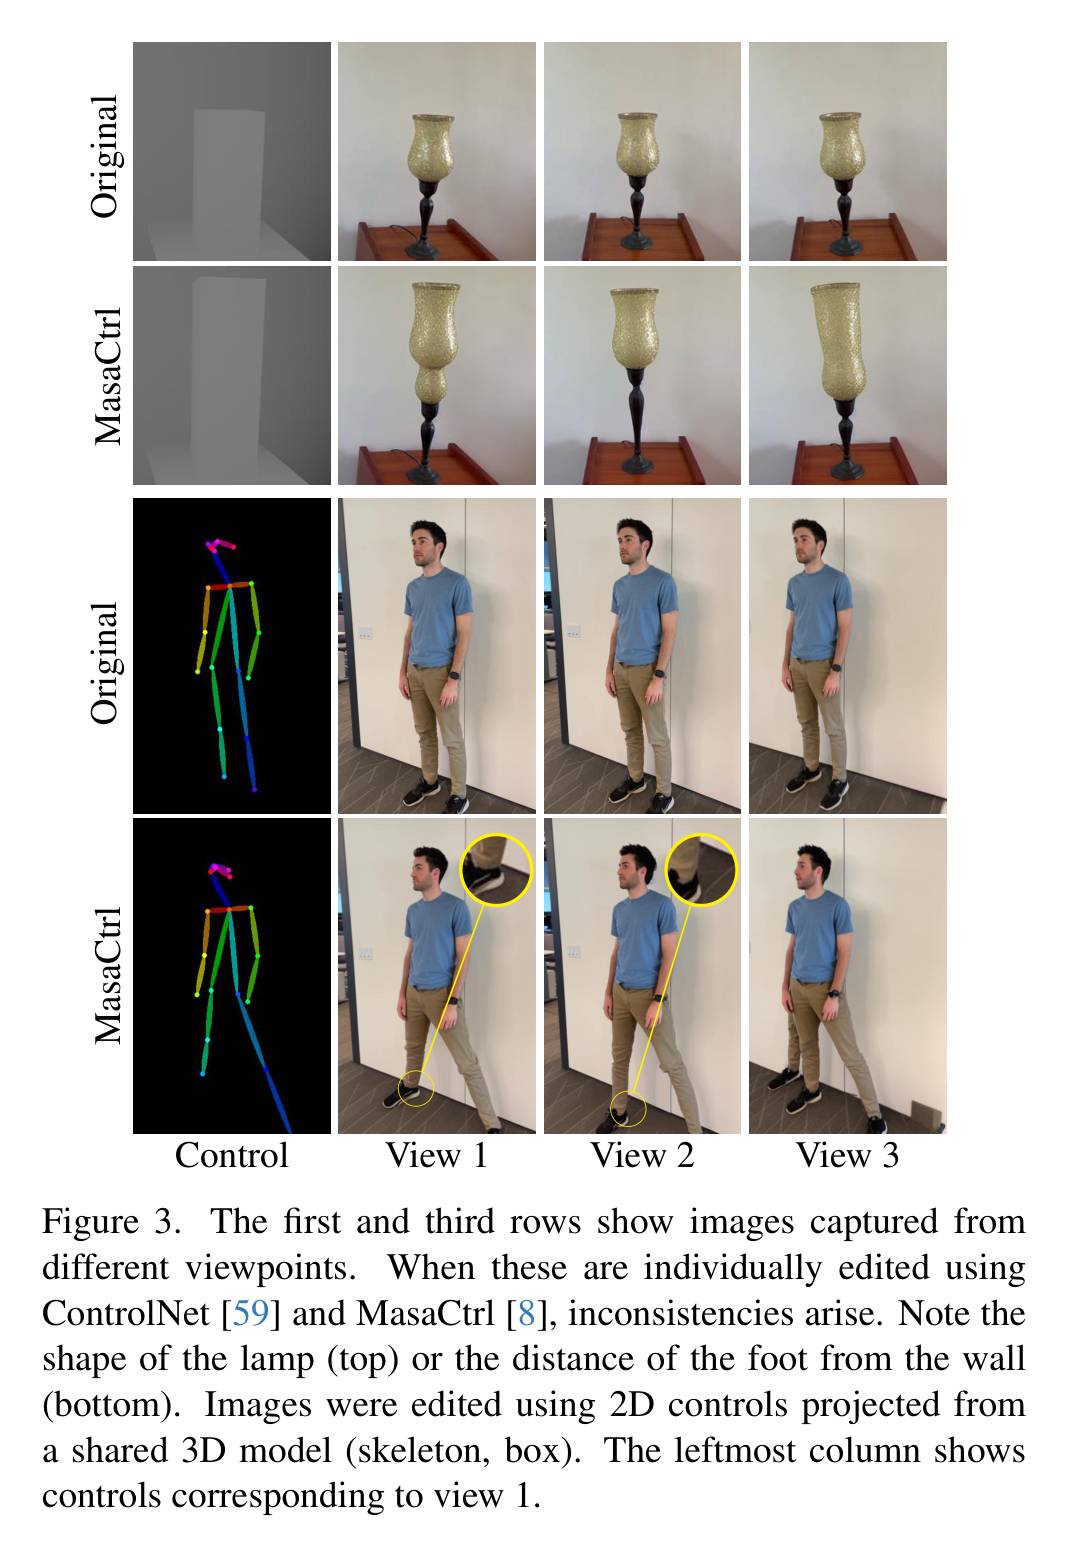 Original
MasaCtrl
Original
MasaCtrl
Control
View 1
View 2
View 3
Figure 3. The first and third rows show images captured from
different viewpoints. When these are individually edited using
ControlNet [59] and MasaCtrl [8], inconsistencies arise. Note the
shape of the lamp (top) or the distance of the foot from the wall
(bottom). Images were edited using 2D controls projected from
a shared 3D model (skeleton, box). The leftmost column shows
controls corresponding to view 1.